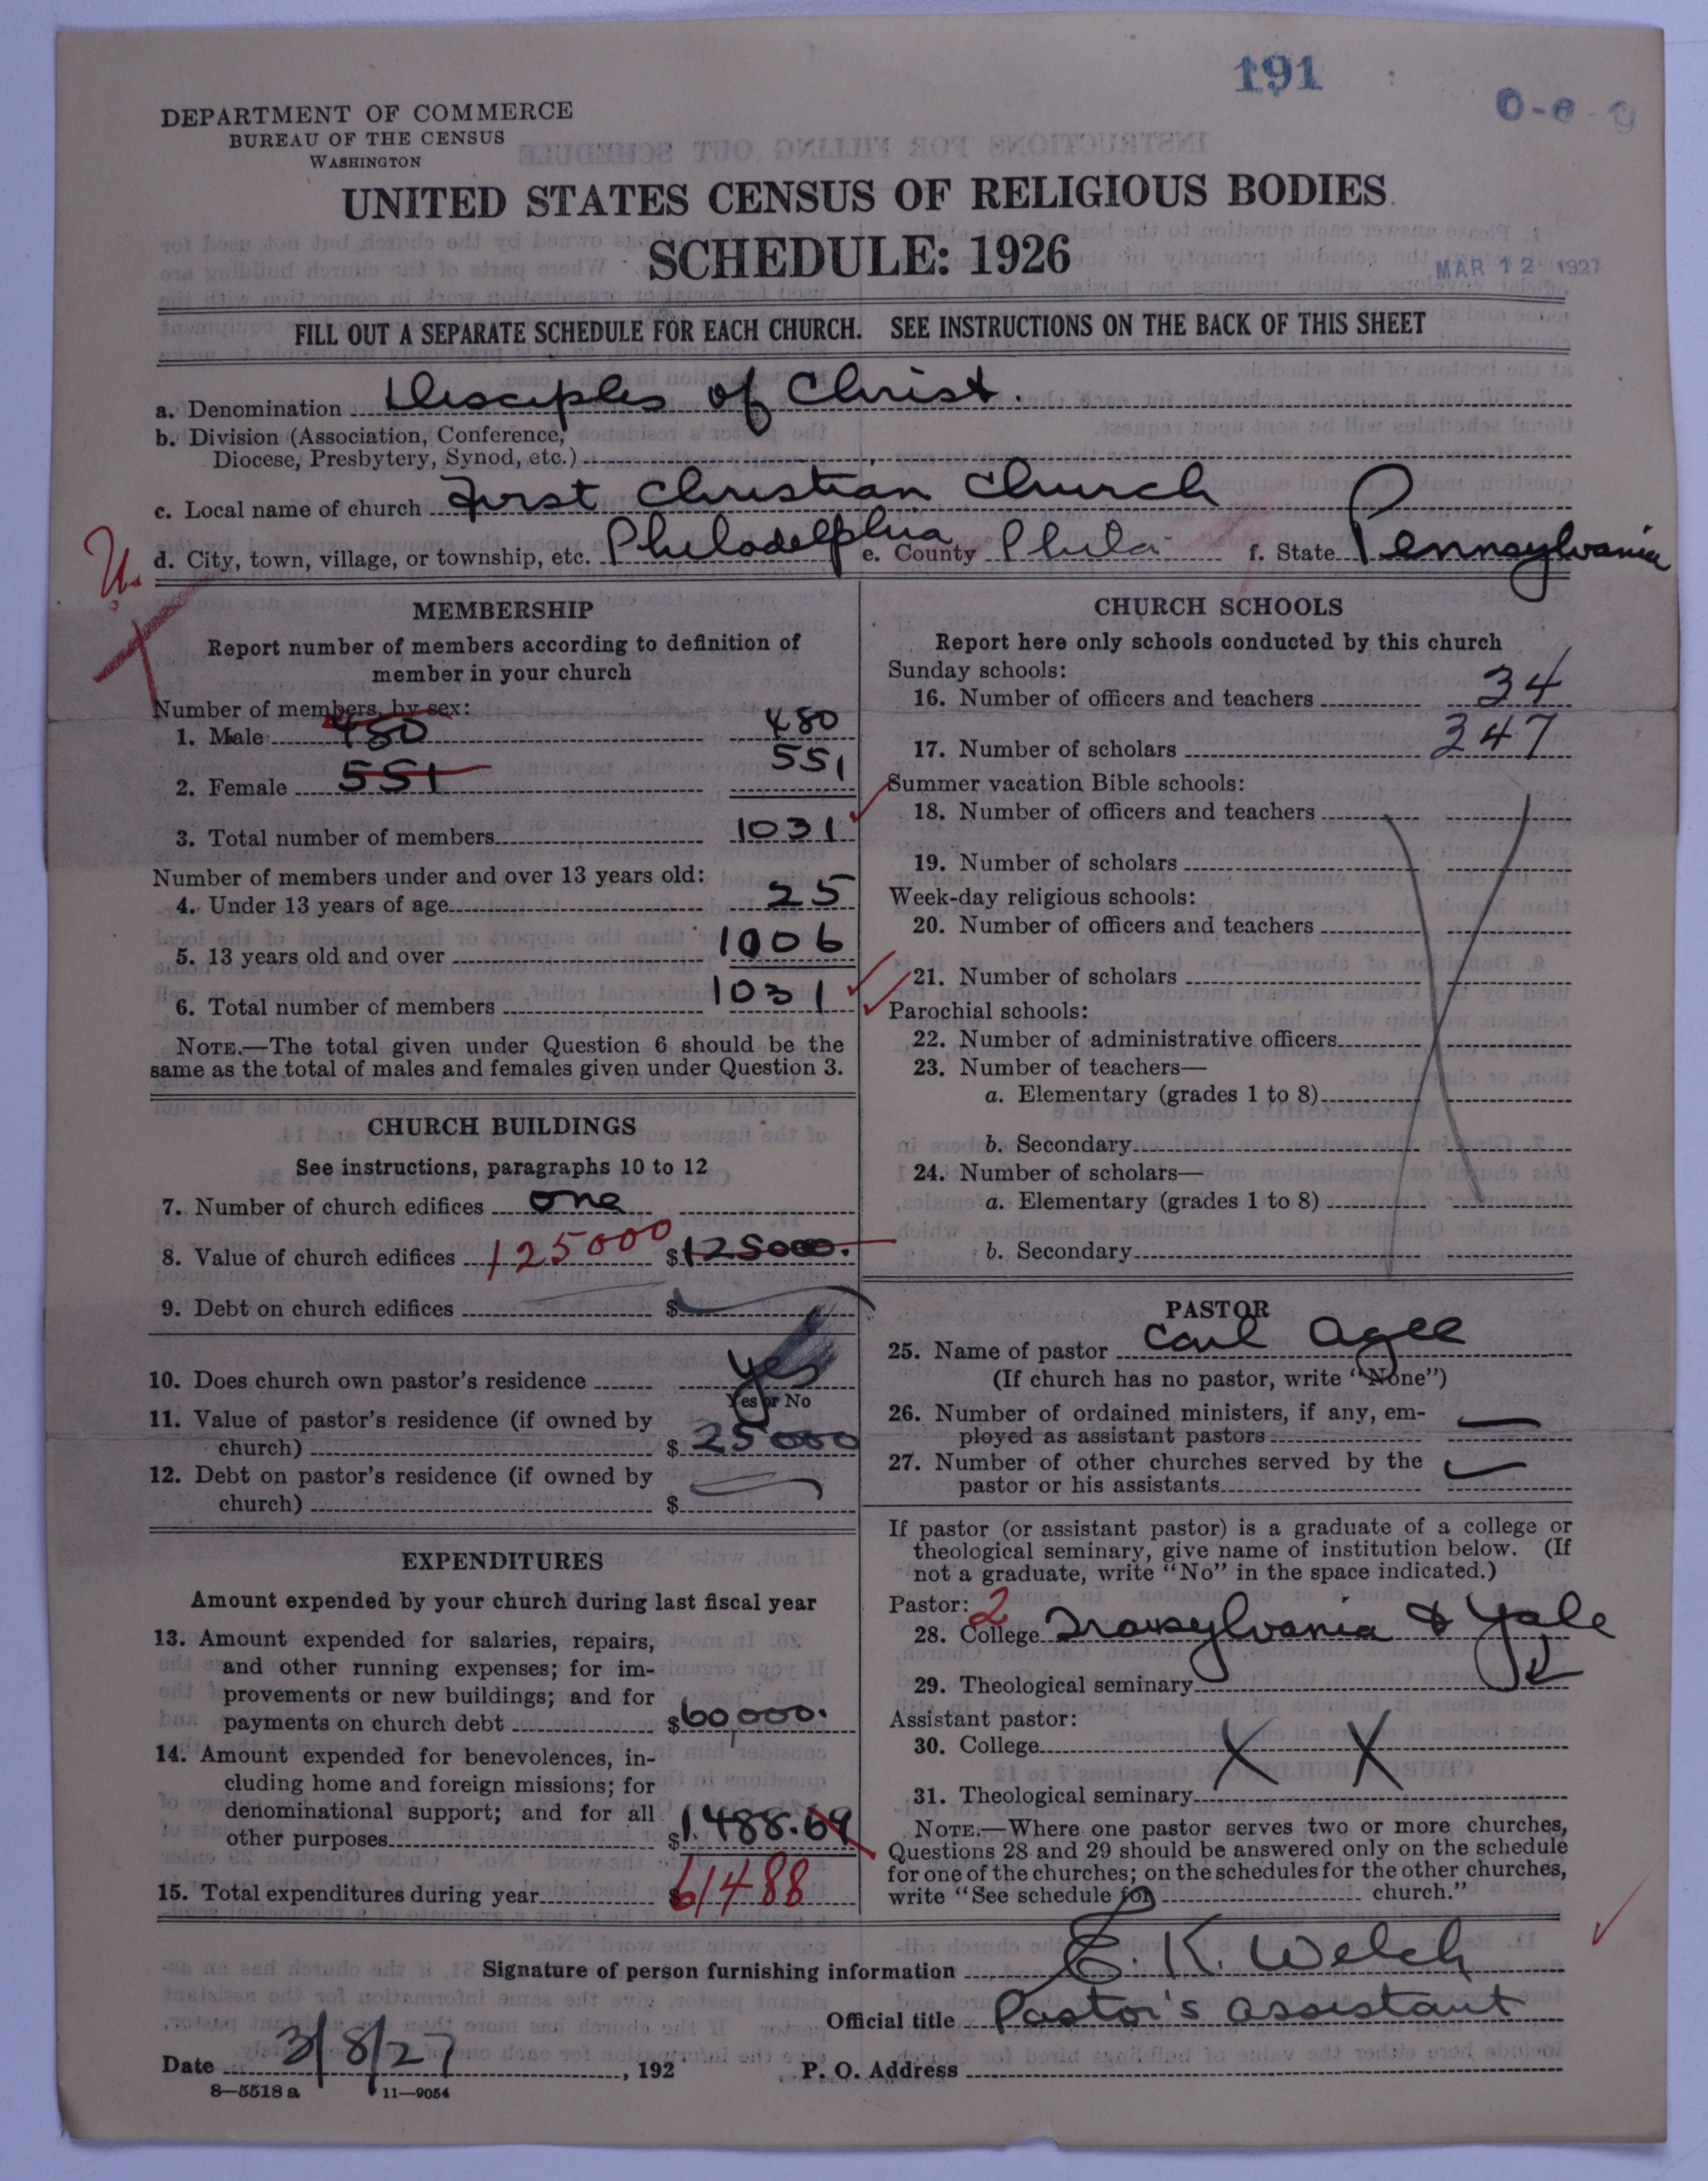 191
DEPARTMENT OF COMMERCE
BUREAU OF THE CENSUS
WASHINGTON
UNITED STATES CENSUS OF RELIGIOUS BODIES
SCHEDULE: 1926
MAR 12 1927
FILL OUT A SEPARATE SCHEDULE FOR EACH CHURCH. SEE INSTRUCTIONS ON THE BACK OF THIS SHEET
a. Denomination Disciples of Christ.
b. Division (Association, Conference,
Diocese, Presbytery, Synod, etc.)
c. Local name of church First Christian Church
d. City, town, village, or township, etc. Philadelphia e. County Phila f. State Pennsylvania
U.
MEMBERSHIP
Report number of members according to definition of
member in your church
Number of members, by sex:
1. Male 480 480
2. Female 551 551
3. Total number of members 1031
Number of members under and over 13 years old:
4. Under 13 years of age 25
5. 13 years old and over 1006
6. Total number of members 1031
NOTE.—The total given under Question 6 should be the
same as the total of males and females given under Question 3.
CHURCH BUILDINGS
See instructions, paragraphs 10 to 12
7. Number of church edifices one
8. Value of church edifices 125000 $125000.
9. Debt on church edifices $
10. Does church own pastor's residence yes
Yes or No
11. Value of pastor's residence (if owned by
church) $25000
12. Debt on pastor's residence (if owned by
church) $
EXPENDITURES
Amount expended by your church during last fiscal year
13. Amount expended for salaries, repairs,
and other running expenses; for im-
provements or new buildings; and for
payments on church debt $60,000.
14. Amount expended for benevolences, in-
cluding home and foreign missions; for
denominational support; and for all
other purposes $1.488.69
15. Total expenditures during year $61488
CHURCH SCHOOLS
Report here only schools conducted by this church
Sunday schools:
16. Number of officers and teachers 34
17. Number of scholars 347
Summer vacation Bible schools:
18. Number of officers and teachers
19. Number of scholars
Week-day religious schools:
20. Number of officers and teachers
21. Number of scholars
Parochial schools:
22. Number of administrative officers
23. Number of teachers—
a. Elementary (grades 1 to 8)
b. Secondary
24. Number of scholars—
a. Elementary (grades 1 to 8)
b. Secondary
PASTOR
25. Name of pastor Carl Agee
(If church has no pastor, write "None")
26. Number of ordained ministers, if any, em-
ployed as assistant pastors —
27. Number of other churches served by the
pastor or his assistants —
If pastor (or assistant pastor) is a graduate of a college or
theological seminary, give name of institution below. (If
not a graduate, write "No" in the space indicated.)
Pastor: 2
28. College Transylvania & Yale
29. Theological seminary
Assistant pastor:
30. College X X
31. Theological seminary
NOTE.—Where one pastor serves two or more churches,
Questions 28 and 29 should be answered only on the schedule
for one of the churches; on the schedules for the other churches,
write "See schedule for church."
Signature of person furnishing information E. K. Welch
Official title Pastor's assistant
Date 3/8/27, 192 P. O. Address
8—5518 a 11—9054